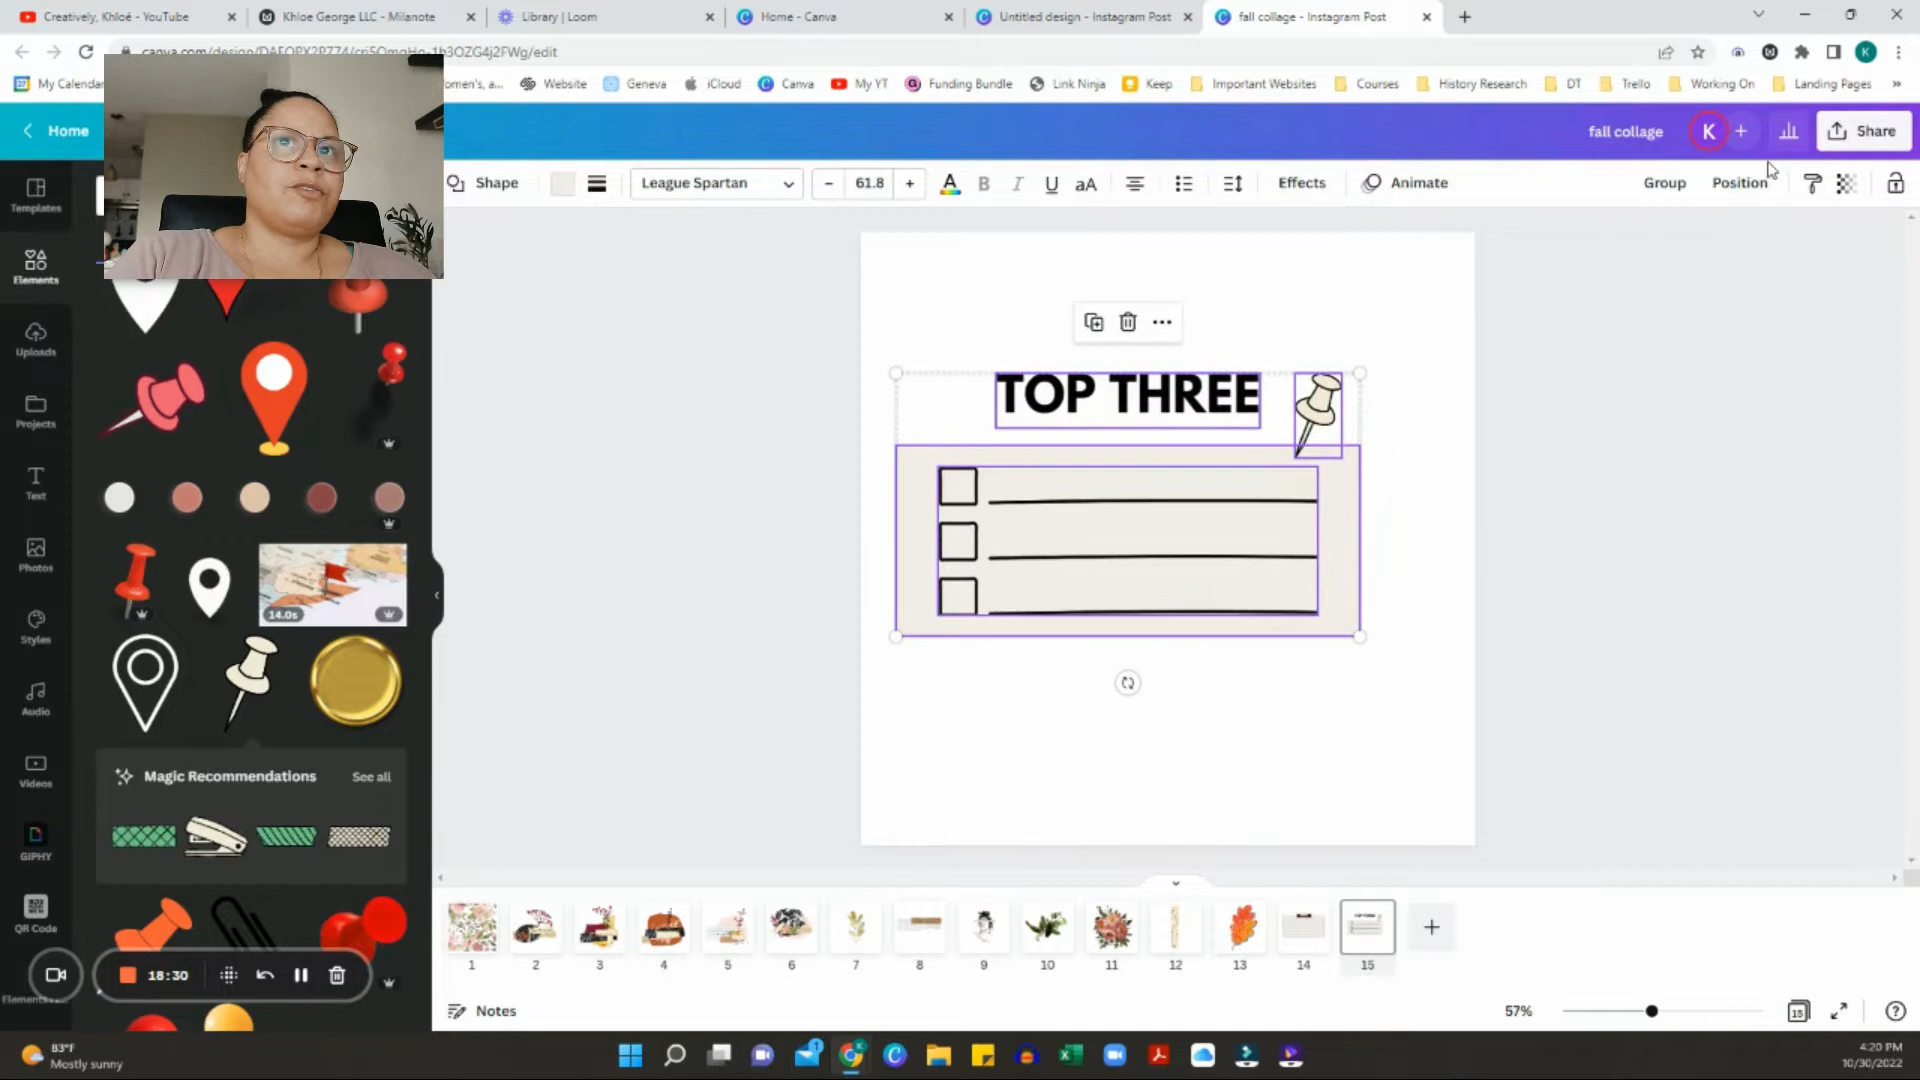 Creatively, Khloé - YouTube
Khloe George LLC - Milanote
Library | Loom
Home - Canva
Untitled design - Instagram Post
fall collage - Instagram Post
K
My Calenda
omen's, a...
Website
Geneva
iCloud
Canva
My YT
Funding Bundle
Link Ninja
Keep
Important Websites
Courses
History Research
DT
Trello
Working On
Landing Pages
Home
fall collage
K
Share
Shape
League Spartan
61.8
A
B
I
U
aA
Effects
Animate
Group
Position
Templates
Elements
Uploads
Projects
Text
Photos
Styles
Audio
Videos
GIPHY
QR Code
14.0s
Magic Recommendations
See all
18:30
TOP THREE
1
2
3
4
5
6
7
8
9
10
11
12
13
14
15
Notes
57%
15
83°F
Mostly sunny
1
4:20 PM
10/30/2022